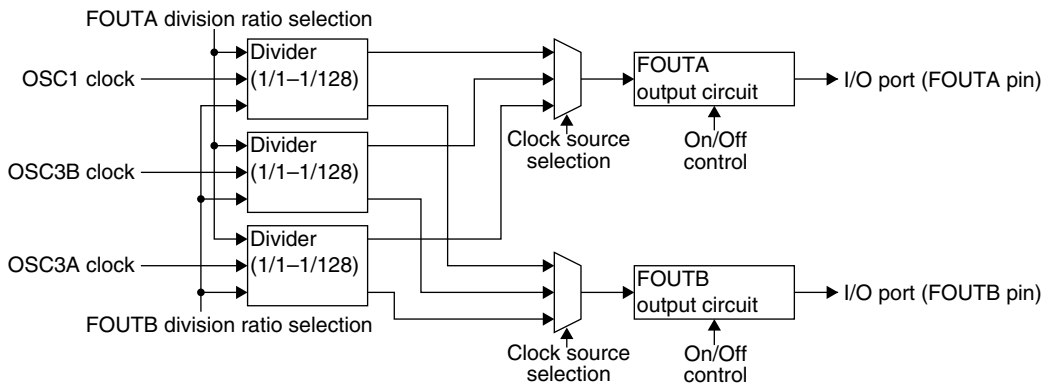 FOUTA division ratio selection
OSC1 clock
Divider
(1/1–1/128)
OSC3B clock
Divider
(1/1–1/128)
OSC3A clock
Divider
(1/1–1/128)
FOUTB division ratio selection
Clock source
selection
FOUTA
output circuit
On/Off
control
I/O port (FOUTA pin)
Clock source
selection
FOUTB
output circuit
On/Off
control
I/O port (FOUTB pin)